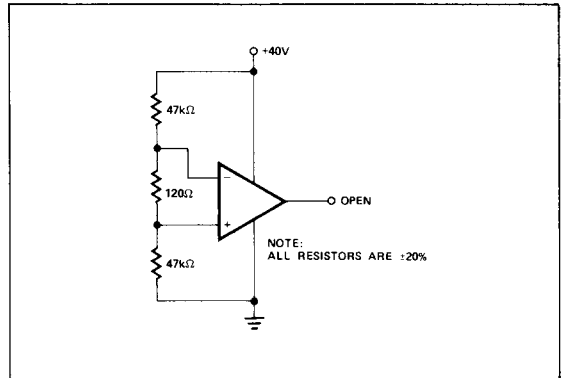 +40V
47kΩ
−
120Ω
OPEN
+
NOTE:
ALL RESISTORS ARE ±20%
47kΩ